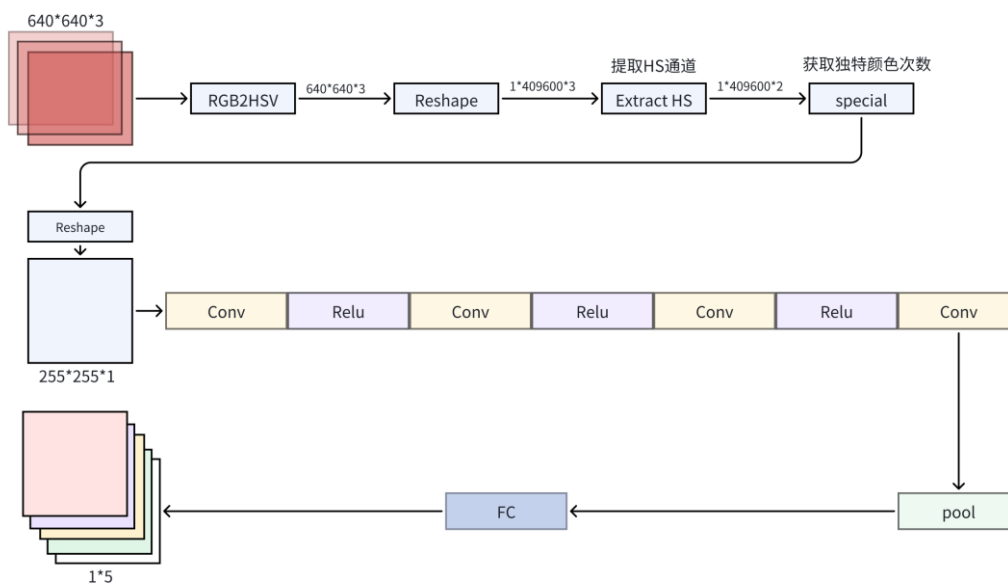 640*640*3
提取HS通道
获取独特颜色次数
RGB2HSV
640*640*3
Reshape
1*409600*3
Extract HS
1*409600*2
special
Reshape
255*255*1
Conv
Relu
Conv
Relu
Conv
Relu
Conv
pool
FC
1*5